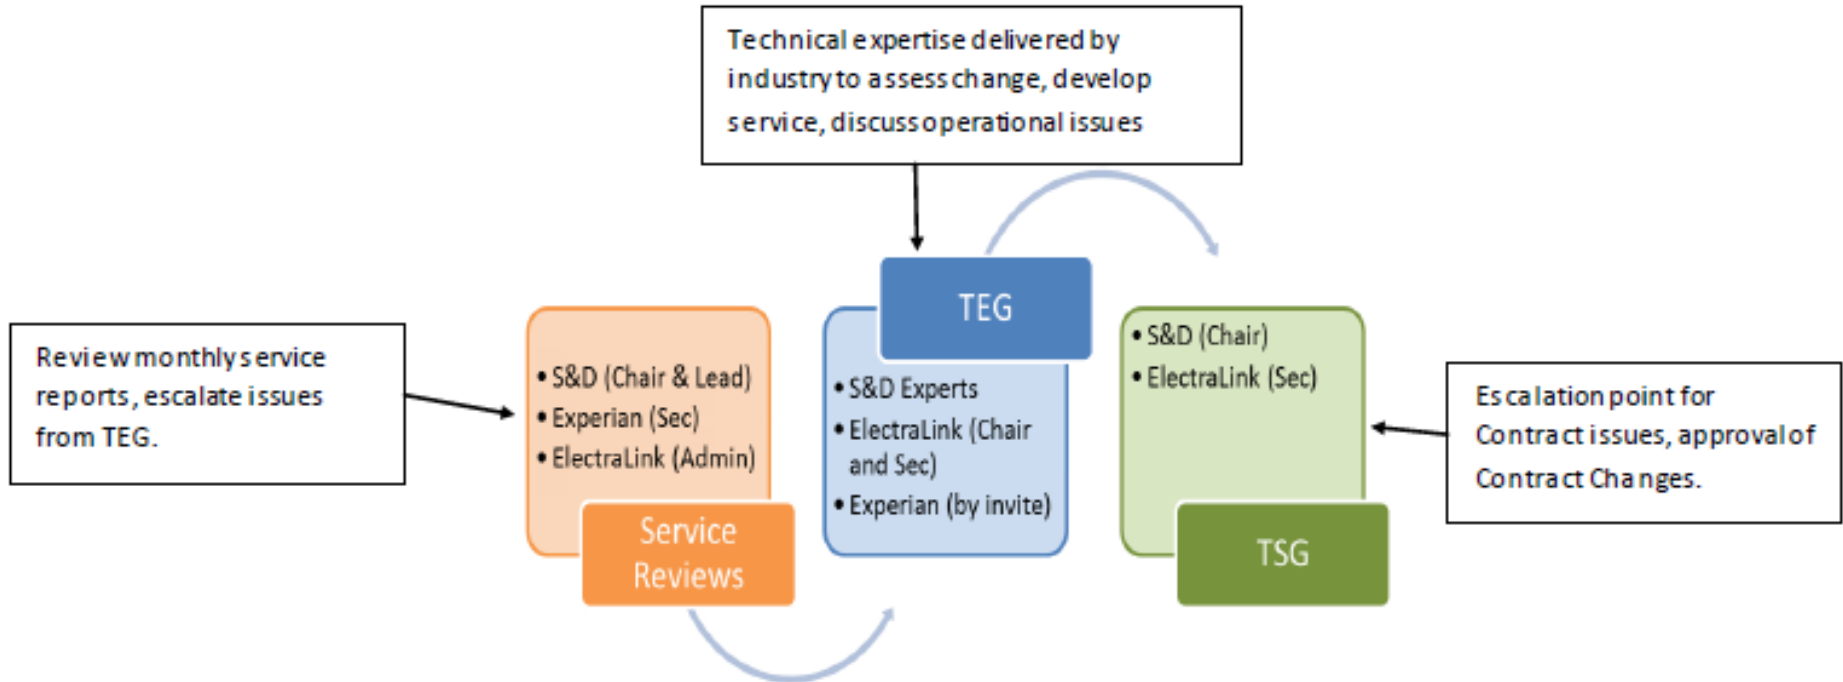 Technical expertise delivered by
industry to assess change, develop
service, discuss operational issues
TEG
Review monthly service
reports, escalate issues
from TEG.
• S&D (Chair & Lead)
• Experian (Sec)
• ElectraLink (Admin)
Service
Reviews
• S&D Experts
• ElectraLink (Chair
and Sec)
• Experian (by invite)
• S&D (Chair)
• ElectraLink (Sec)
TSG
Escalation point for
Contract issues, approval of
Contract Changes.